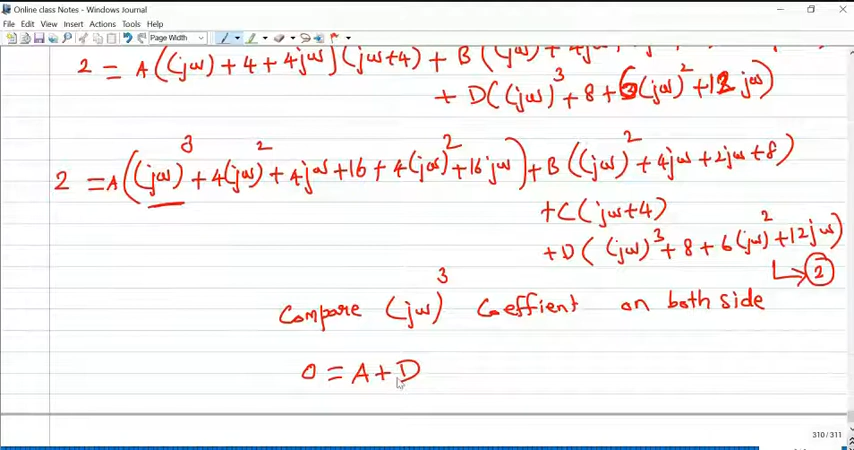 Online class Notes - Windows Journal
File Edit View Insert Actions Tools Help
Page Width
2 = A((jω) + 4 + 4jω)(jω+4) + B((jω)
+ D((jω)³ + 8 + 6(jω)² + 12 jω)
2 = A((jω)³ + 4(jω)² + 4jω + 16 + 4(jω)² + 16jω) + B((jω)² + 4jω + 2jω + 8)
+ C(jω+4)
+ D((jω)³ + 8 + 6(jω)² + 12jω)
2
Compare (jω)³ Coeffient on both side
0 = A + D
310 / 311